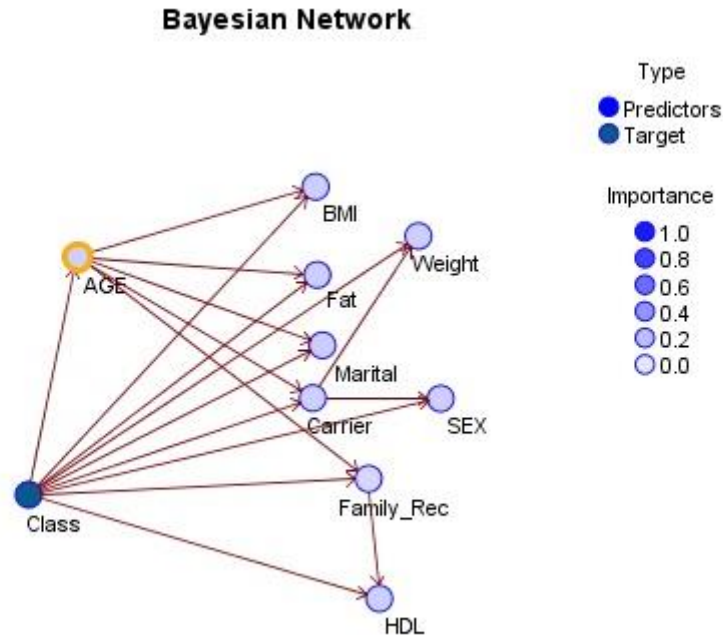 Bayesian Network
Type
Predictors
Target
Importance
1.0
0.8
0.6
0.4
0.2
0.0
BMI
Weight
AGE
Fat
Marital
Carrier
SEX
Family_Rec
Class
HDL